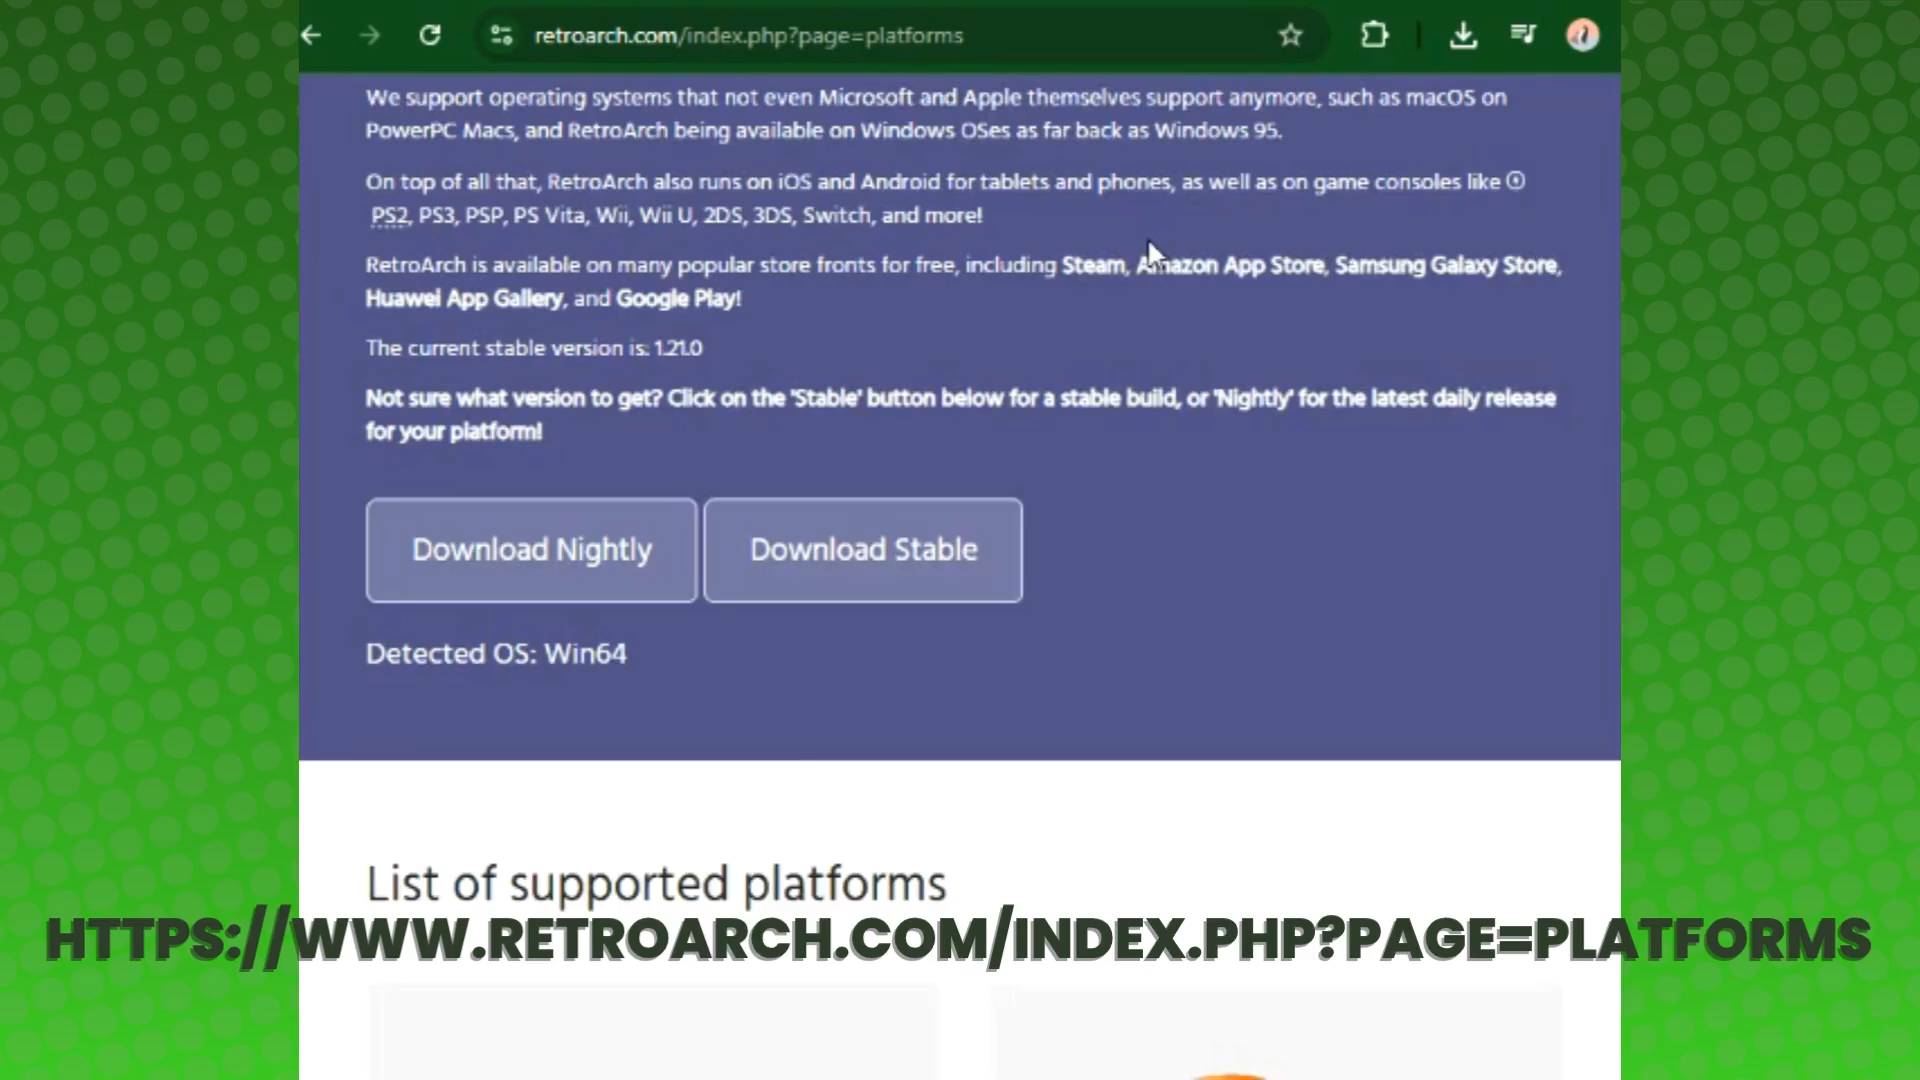 retroarch.com/index.php?page=platforms
We support operating systems that not even Microsoft and Apple themselves support anymore, such as macOS on
PowerPC Macs, and RetroArch being available on Windows OSes as far back as Windows 95.
On top of all that, RetroArch also runs on iOS and Android for tablets and phones, as well as on game consoles like
PS2, PS3, PSP, PS Vita, Wii, Wii U, 2DS, 3DS, Switch, and more!
RetroArch is available on many popular store fronts for free, including Steam, Amazon App Store, Samsung Galaxy Store,
Huawei App Gallery, and Google Play!
The current stable version is: 1.21.0
Not sure what version to get? Click on the 'Stable' button below for a stable build, or 'Nightly' for the latest daily release
for your platform!
Download Nightly Download Stable
Detected OS: Win64
List of supported platforms
HTTPS://WWW.RETROARCH.COM/INDEX.PHP?PAGE=PLATFORMS